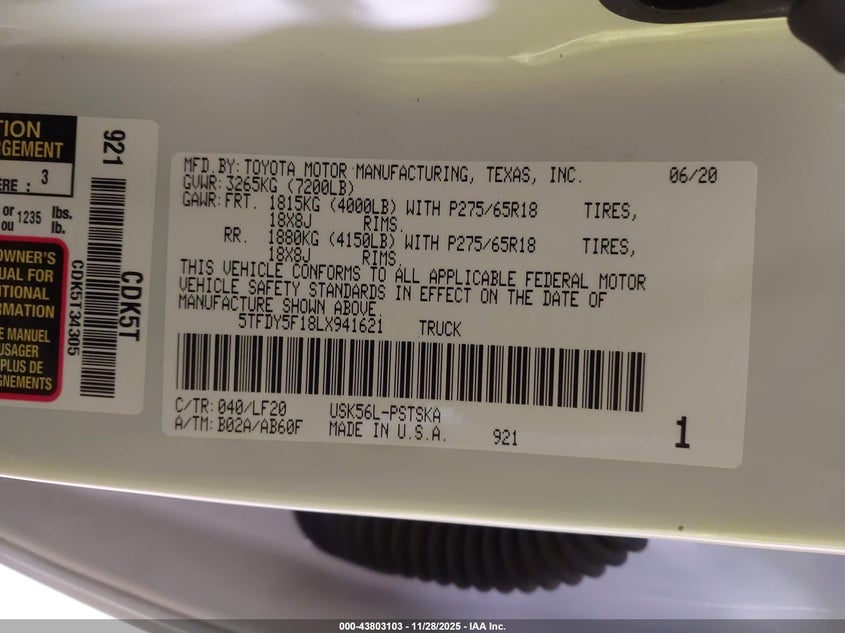 TION
RGEMENT
ERE : 3
or 1235 lbs.
ou lb.
OWNER'S
UAL FOR
ITIONAL
RMATION
E MANUEL
USAGER
PLUS DE
GNEMENTS
921
CDK5T34305
CDK5T
MFD.BY: TOYOTA MOTOR MANUFACTURING, TEXAS, INC. 06/20
GVWR: 3265KG (7200LB)
GAWR: FRT. 1815KG (4000LB) WITH P275/65R18 TIRES,
18X8J RIMS.
RR. 1880KG (4150LB) WITH P275/65R18 TIRES,
18X8J RIMS.
THIS VEHICLE CONFORMS TO ALL APPLICABLE FEDERAL MOTOR
VEHICLE SAFETY STANDARDS IN EFFECT ON THE DATE OF
MANUFACTURE SHOWN ABOVE.
5TFDY5F18LX941621 TRUCK
C/TR: 040/LF20 USK56L-PSTSKA
A/TM: B02A/AB60F MADE IN U.S.A. 921 1
000-43803103 - 11/28/2025 - IAA Inc.